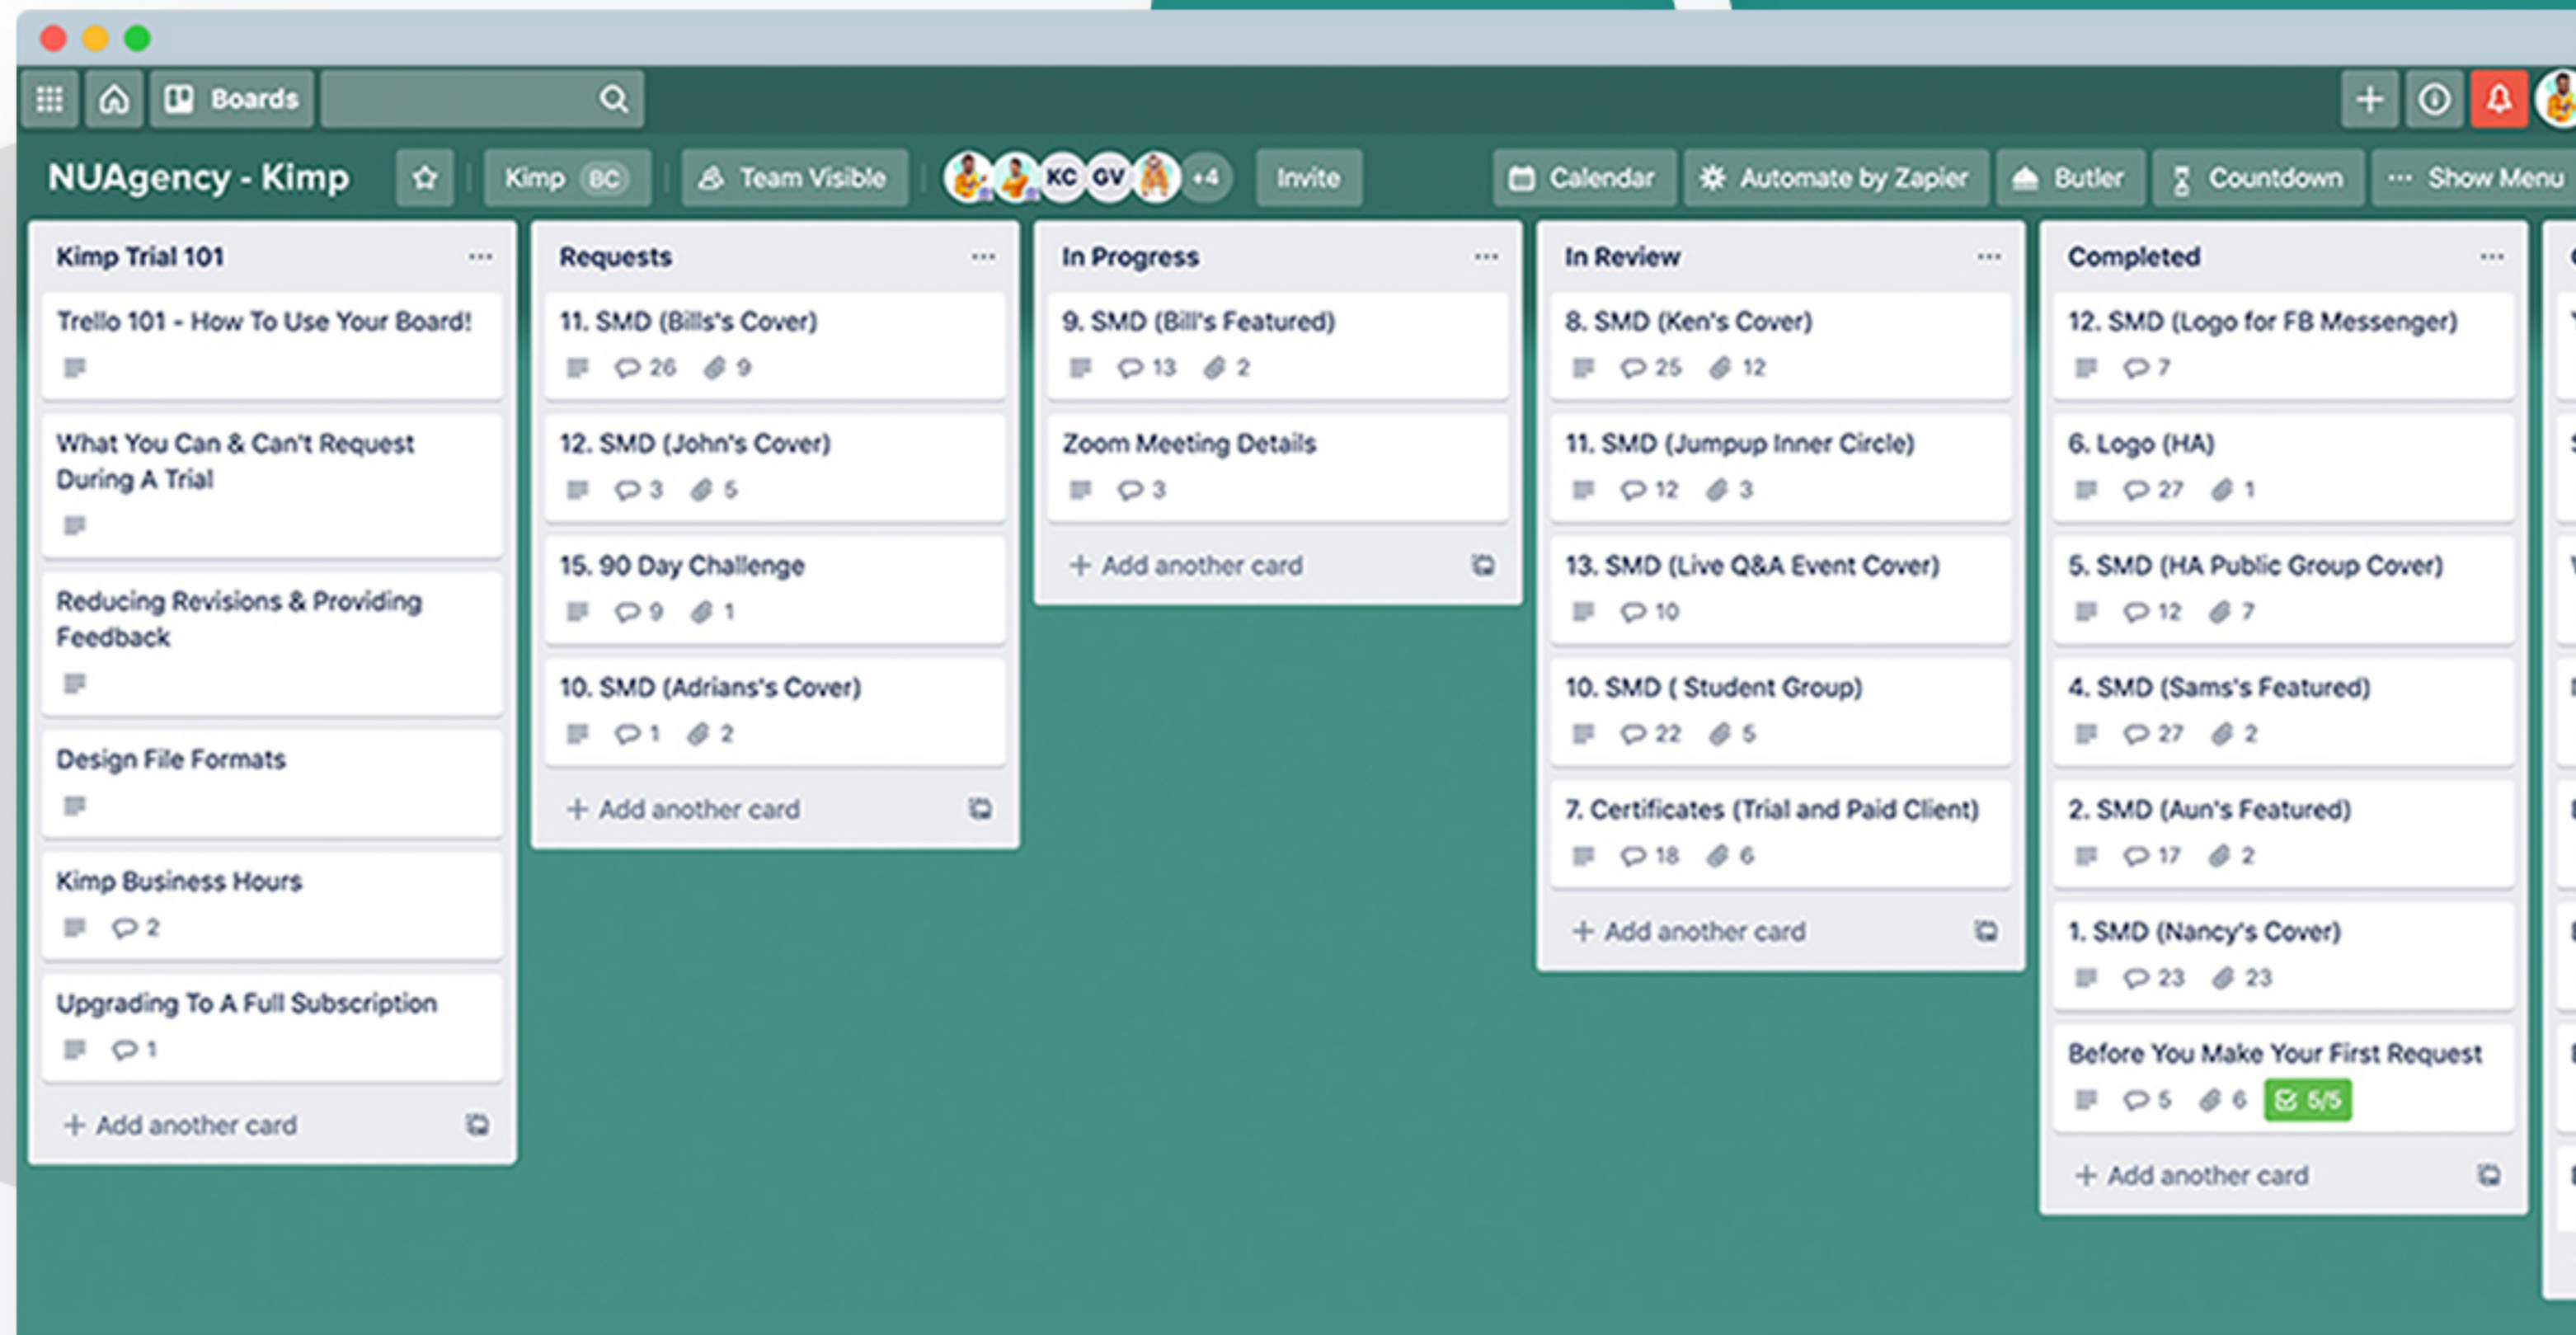 Boards
NUAgency - Kimp
Kimp BC
Team Visible
KC
GV
+4
Invite
Calendar
Automate by Zapier
Butler
Countdown
··· Show Menu
Kimp Trial 101
Trello 101 - How To Use Your Board!
What You Can & Can't Request
During A Trial
Reducing Revisions & Providing
Feedback
Design File Formats
Kimp Business Hours
2
Upgrading To A Full Subscription
1
+ Add another card
Requests
11. SMD (Bills's Cover)
26 9
12. SMD (John's Cover)
3 5
15. 90 Day Challenge
9 1
10. SMD (Adrians's Cover)
1 2
+ Add another card
In Progress
9. SMD (Bill's Featured)
13 2
Zoom Meeting Details
3
+ Add another card
In Review
8. SMD (Ken's Cover)
25 12
11. SMD (Jumpup Inner Circle)
12 3
13. SMD (Live Q&A Event Cover)
10
10. SMD ( Student Group)
22 5
7. Certificates (Trial and Paid Client)
18 6
+ Add another card
Completed
12. SMD (Logo for FB Messenger)
7
6. Logo (HA)
27 1
5. SMD (HA Public Group Cover)
12 7
4. SMD (Sams's Featured)
27 2
2. SMD (Aun's Featured)
17 2
1. SMD (Nancy's Cover)
23 23
Before You Make Your First Request
5 6 5/5
+ Add another card